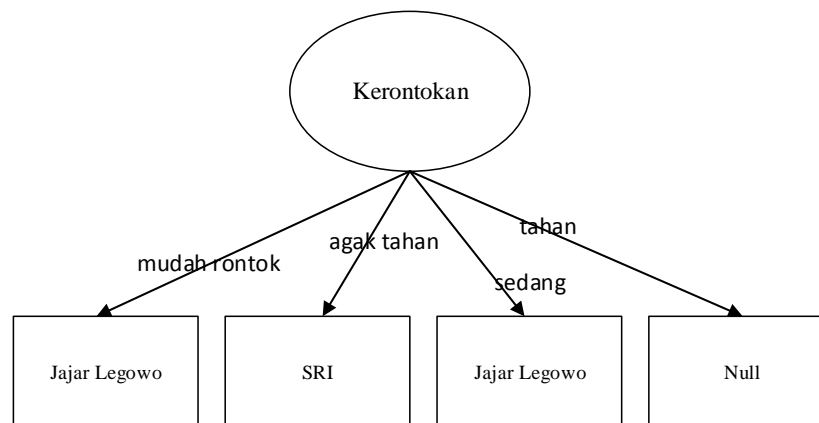 Kerontokan
mudah rontok
agak tahan
sedang
tahan
Jajar Legowo
SRI
Jajar Legowo
Null